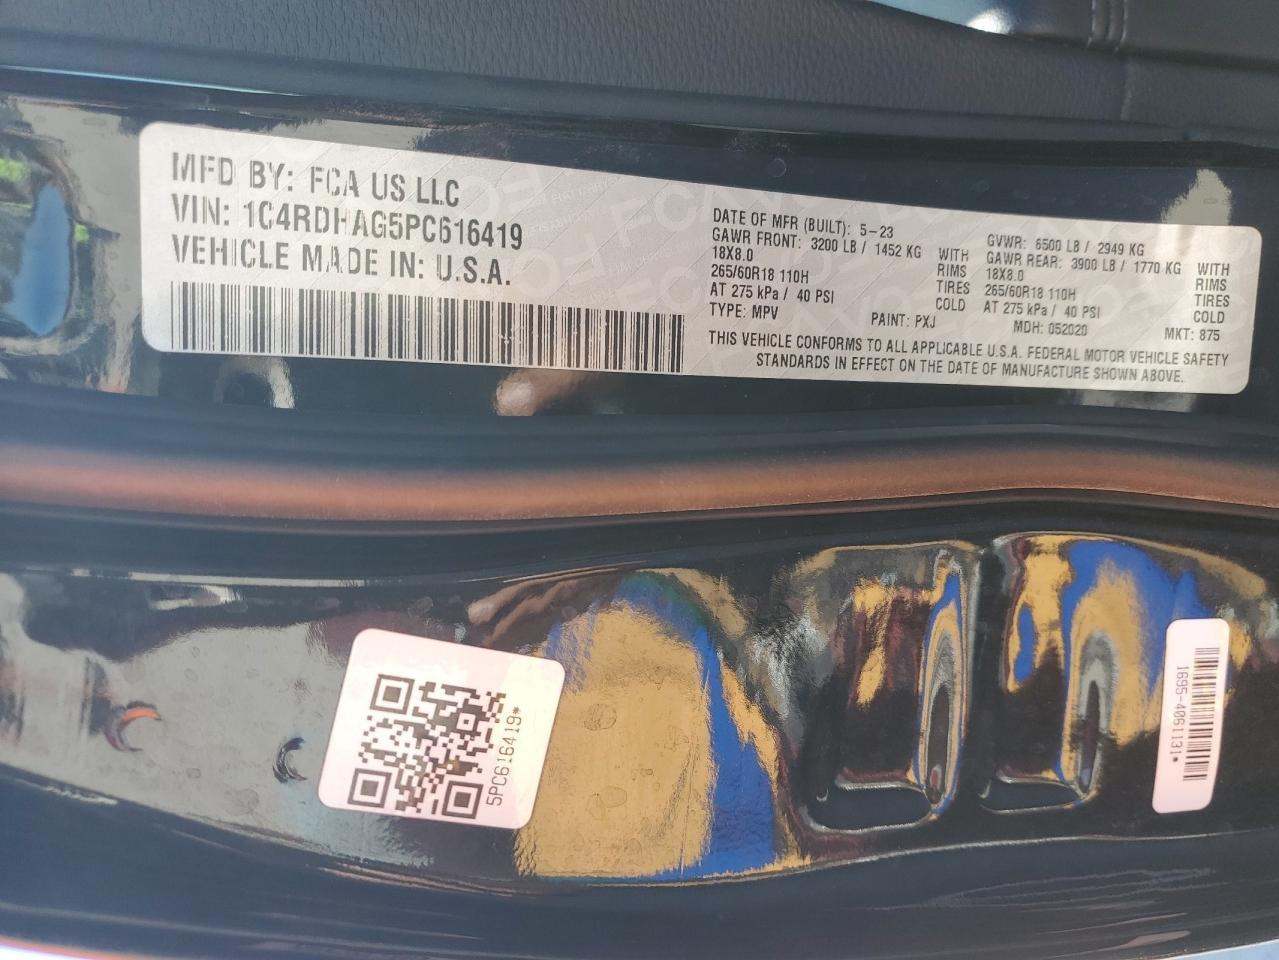 MFD BY: FCA US LLC
VIN: 1C4RDHAG5PC616419
VEHICLE MADE IN: U.S.A.
DATE OF MFR (BUILT): 5-23
GAWR FRONT: 3200 LB / 1452 KG WITH
18X8.0 RIMS
265/60R18 110H TIRES
AT 275 kPa / 40 PSI COLD
TYPE: MPV PAINT: PXJ
GVWR: 6500 LB / 2949 KG
GAWR REAR: 3900 LB / 1770 KG WITH
18X8.0 RIMS
265/60R18 110H TIRES
AT 275 kPa / 40 PSI COLD
MDH: 052020 MKT: 875
THIS VEHICLE CONFORMS TO ALL APPLICABLE U.S.A. FEDERAL MOTOR VEHICLE SAFETY
STANDARDS IN EFFECT ON THE DATE OF MANUFACTURE SHOWN ABOVE.
5PC616419*
1695-4061131*